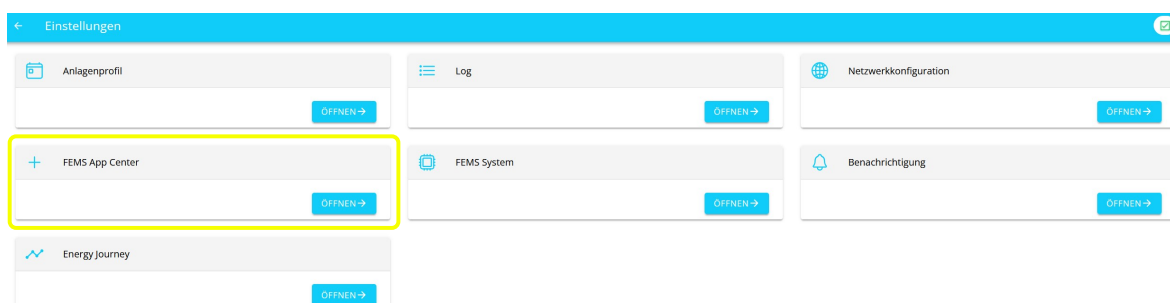 Einstellungen
Anlagenprofil
ÖFFNEN
Log
ÖFFNEN
Netzwerkkonfiguration
ÖFFNEN
FEMS App Center
ÖFFNEN
FEMS System
ÖFFNEN
Benachrichtigung
ÖFFNEN
Energy Journey
ÖFFNEN